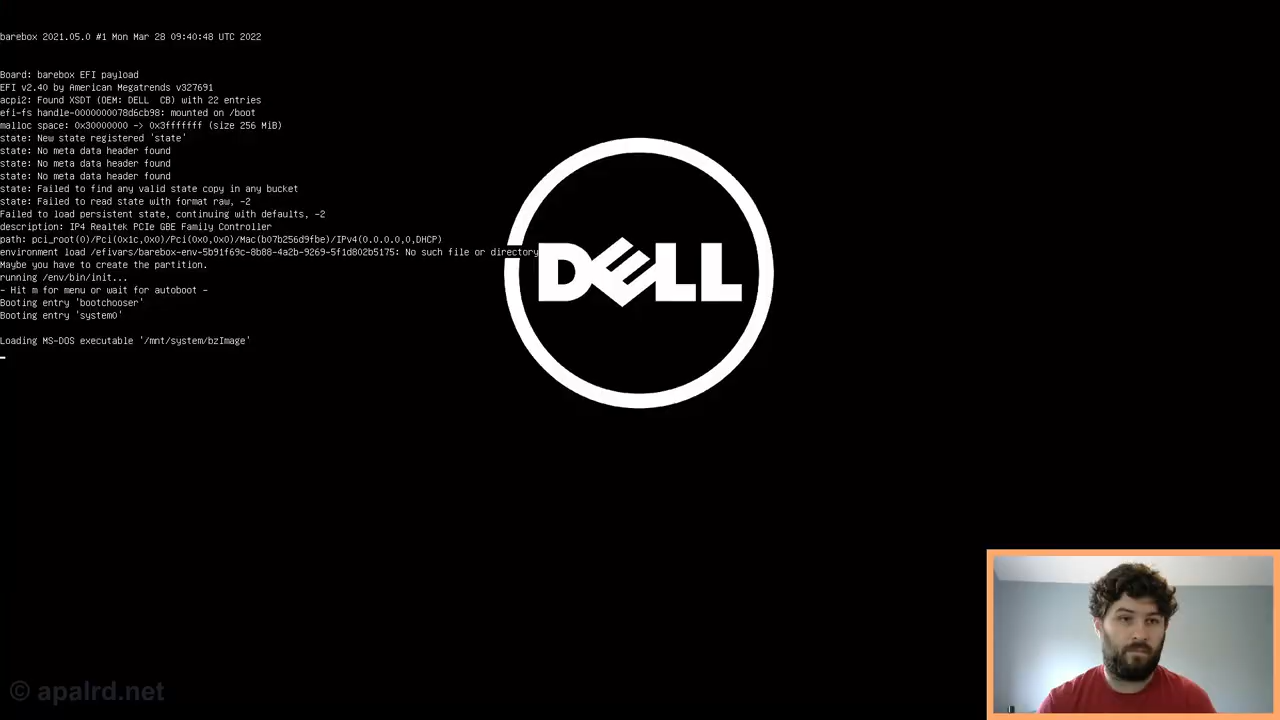 barebox 2021.05.0 #1 Mon Mar 28 09:40:48 UTC 2022
Board: barebox EFI payload
EFI v2.40 by American Megatrends v327691
acpi2: Found XSDT (OEM: DELL  CB) with 22 entries
efi-fs handle-0000000078d6cb98: mounted on /boot
malloc space: 0x30000000 -> 0x3fffffff (size 256 MiB)
state: New state registered 'state'
state: No meta data header found
state: No meta data header found
state: No meta data header found
state: Failed to find any valid state copy in any bucket
state: Failed to read state with format raw, -2
Failed to load persistent state, continuing with defaults, -2
description: IP4 Realtek PCIe GBE Family Controller
path: pci_root(0)/Pci(0x1c,0x0)/Pci(0x0,0x0)/Mac(b07b256d9fbe)/IPv4(0.0.0.0,0,DHCP)
environment load /efivars/barebox-env-5b91f69c-8b88-4a2b-9269-5f1d802b5175: No such file or directory
Maybe you have to create the partition.
running /env/bin/init...
- Hit m for menu or wait for autoboot -
Booting entry 'bootchooser'
Booting entry 'system0'
Loading MS-DOS executable '/mnt/system/bzImage'
DELL
© apalrd.net